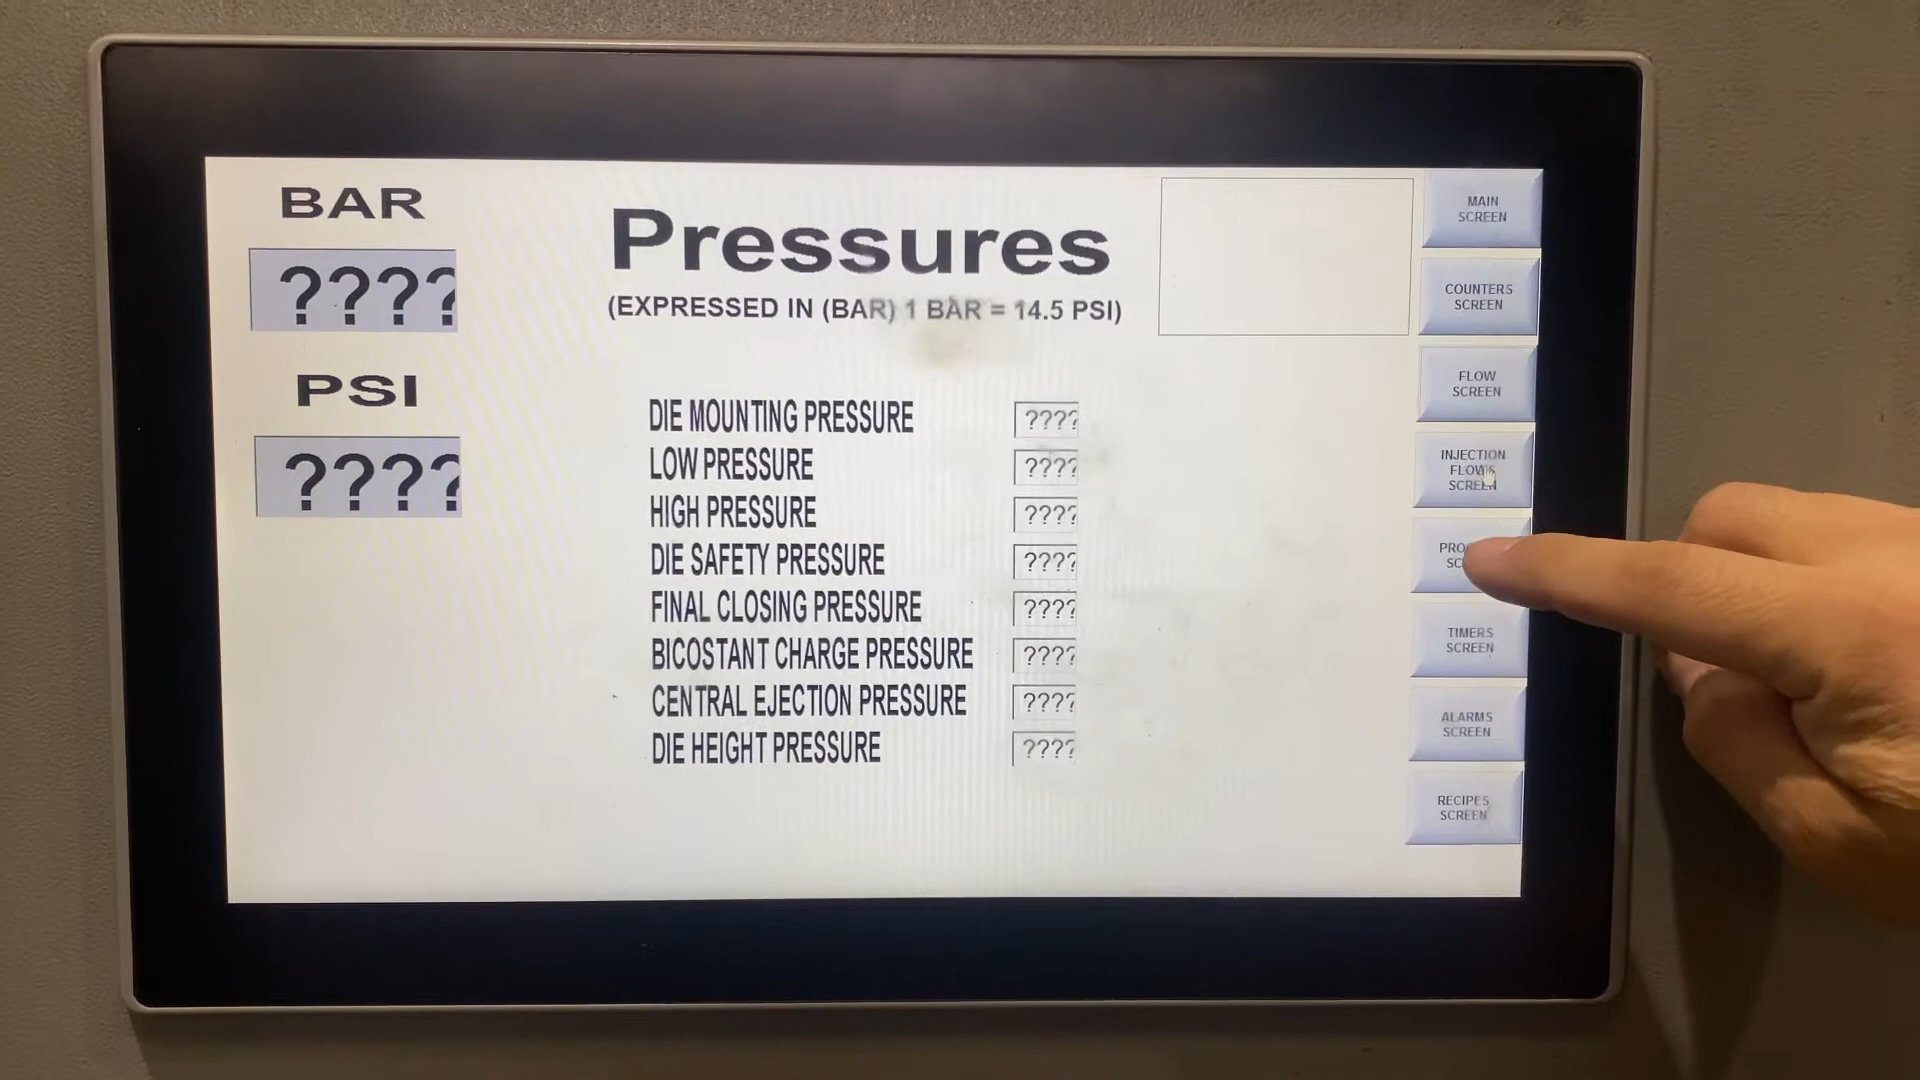 BAR
????
PSI
????
Pressures
(EXPRESSED IN (BAR) 1 BAR = 14.5 PSI)
DIE MOUNTING PRESSURE ????
LOW PRESSURE ????
HIGH PRESSURE ????
DIE SAFETY PRESSURE ????
FINAL CLOSING PRESSURE ????
BICOSTANT CHARGE PRESSURE ????
CENTRAL EJECTION PRESSURE ????
DIE HEIGHT PRESSURE ????
MAIN
SCREEN
COUNTERS
SCREEN
FLOW
SCREEN
INJECTION
FLOWS
SCREEN
TIMERS
SCREEN
ALARMS
SCREEN
RECIPES
SCREEN